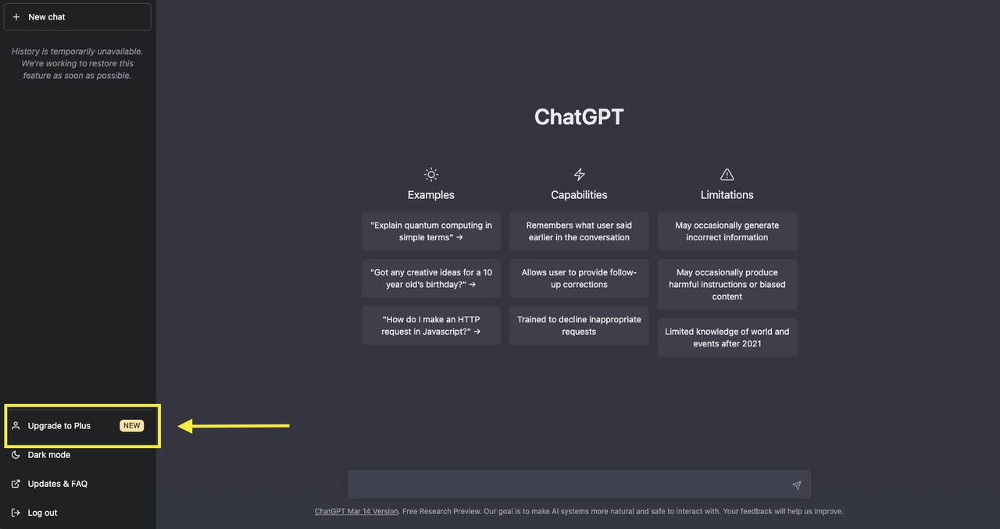 New chat
History is temporarily unavailable.
We're working to restore this
feature as soon as possible.
ChatGPT
Examples
"Explain quantum computing in
simple terms" →
"Got any creative ideas for a 10
year old's birthday?" →
"How do I make an HTTP
request in Javascript?" →
Capabilities
Remembers what user said
earlier in the conversation
Allows user to provide follow-
up corrections
Trained to decline inappropriate
requests
Limitations
May occasionally generate
incorrect information
May occasionally produce
harmful instructions or biased
content
Limited knowledge of world and
events after 2021
Upgrade to Plus NEW
Dark mode
Updates & FAQ
Log out
ChatGPT Mar 14 Version. Free Research Preview. Our goal is to make AI systems more natural and safe to interact with. Your feedback will help us improve.